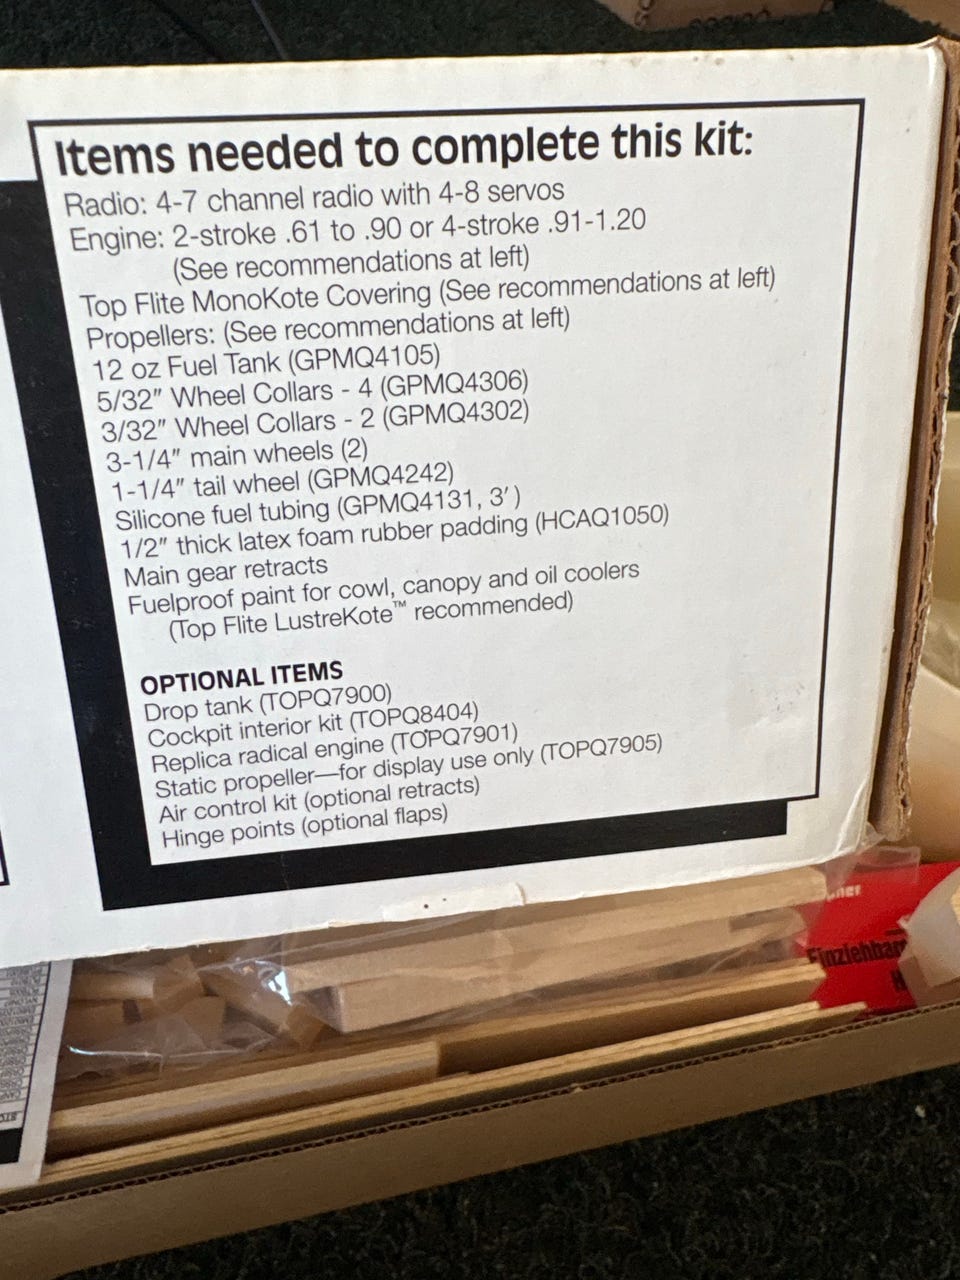 Items needed to complete this kit:
Radio: 4-7 channel radio with 4-8 servos
Engine: 2-stroke .61 to .90 or 4-stroke .91-1.20
(See recommendations at left)
Top Flite MonoKote Covering (See recommendations at left)
Propellers: (See recommendations at left)
12 oz Fuel Tank (GPMQ4105)
5/32" Wheel Collars - 4 (GPMQ4306)
3/32" Wheel Collars - 2 (GPMQ4302)
3-1/4" main wheels (2)
1-1/4" tail wheel (GPMQ4242)
Silicone fuel tubing (GPMQ4131, 3')
1/2" thick latex foam rubber padding (HCAQ1050)
Main gear retracts
Fuelproof paint for cowl, canopy and oil coolers
(Top Flite LustreKote™ recommended)
OPTIONAL ITEMS
Drop tank (TOPQ7900)
Cockpit interior kit (TOPQ8404)
Replica radical engine (TOPQ7901)
Static propeller—for display use only (TOPQ7905)
Air control kit (optional retracts)
Hinge points (optional flaps)